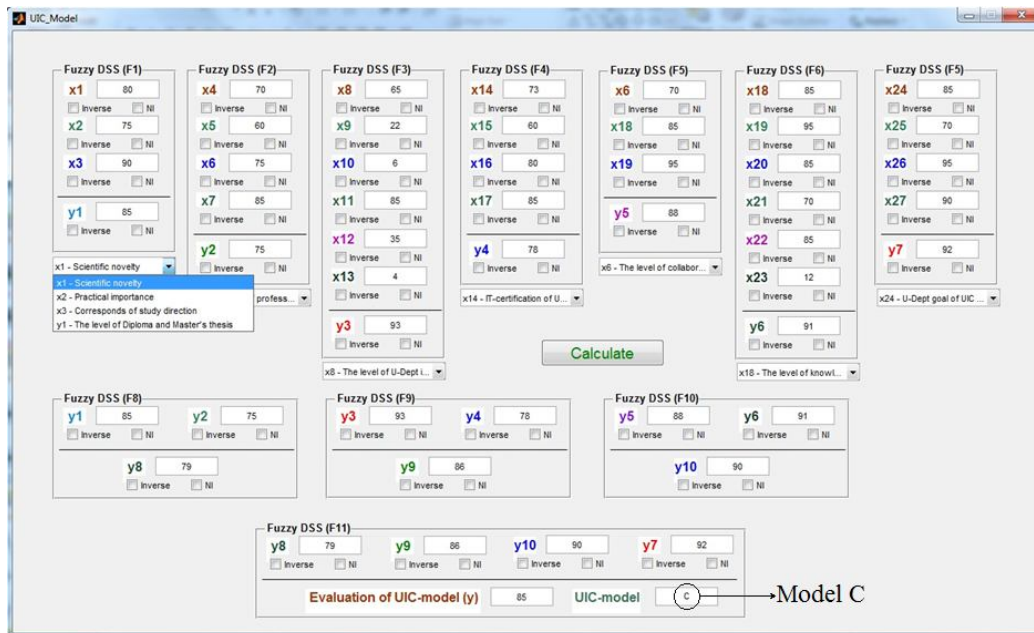 UIC_Model
Fuzzy DSS (F1)
x1 80
Inverse NI
x2 75
Inverse NI
x3 90
Inverse NI
y1 85
Inverse NI
x1 - Scientific novelty
x1 - Scientific novelty
x2 - Practical importance
x3 - Corresponds of study direction
y1 - The level of Diploma and Master's thesis
Fuzzy DSS (F2)
x4 70
Inverse NI
x5 60
Inverse NI
x6 75
Inverse NI
x7 85
Inverse NI
y2 75
Inverse NI
profess...
Fuzzy DSS (F3)
x8 65
Inverse NI
x9 22
Inverse NI
x10 6
Inverse NI
x11 85
Inverse NI
x12 35
Inverse NI
x13 4
Inverse NI
y3 93
Inverse NI
x8 - The level of U-Dept i...
Fuzzy DSS (F4)
x14 73
Inverse NI
x15 60
Inverse NI
x16 80
Inverse NI
x17 85
Inverse NI
y4 78
Inverse NI
x14 - IT-certification of U...
Fuzzy DSS (F5)
x6 70
Inverse NI
x18 85
Inverse NI
x19 95
Inverse NI
y5 88
Inverse NI
x6 - The level of collabor...
Fuzzy DSS (F6)
x18 85
Inverse NI
x19 95
Inverse NI
x20 85
Inverse NI
x21 70
Inverse NI
x22 85
Inverse NI
x23 12
Inverse NI
y6 91
Inverse NI
x18 - The level of knowl...
Fuzzy DSS (F5)
x24 85
Inverse NI
x25 70
Inverse NI
x26 95
Inverse NI
x27 90
Inverse NI
y7 92
Inverse NI
x24 - U-Dept goal of UIC ...
Calculate
Fuzzy DSS (F8)
y1 85 y2 75
Inverse NI Inverse NI
y8 79
Inverse NI
Fuzzy DSS (F9)
y3 93 y4 78
Inverse NI Inverse NI
y9 86
Inverse NI
Fuzzy DSS (F10)
y5 88 y6 91
Inverse NI Inverse NI
y10 90
Inverse NI
Fuzzy DSS (F11)
y8 79 y9 86 y10 90 y7 92
Inverse NI Inverse NI Inverse NI Inverse NI
Evaluation of UIC-model (y) 85 UIC-model C Model C